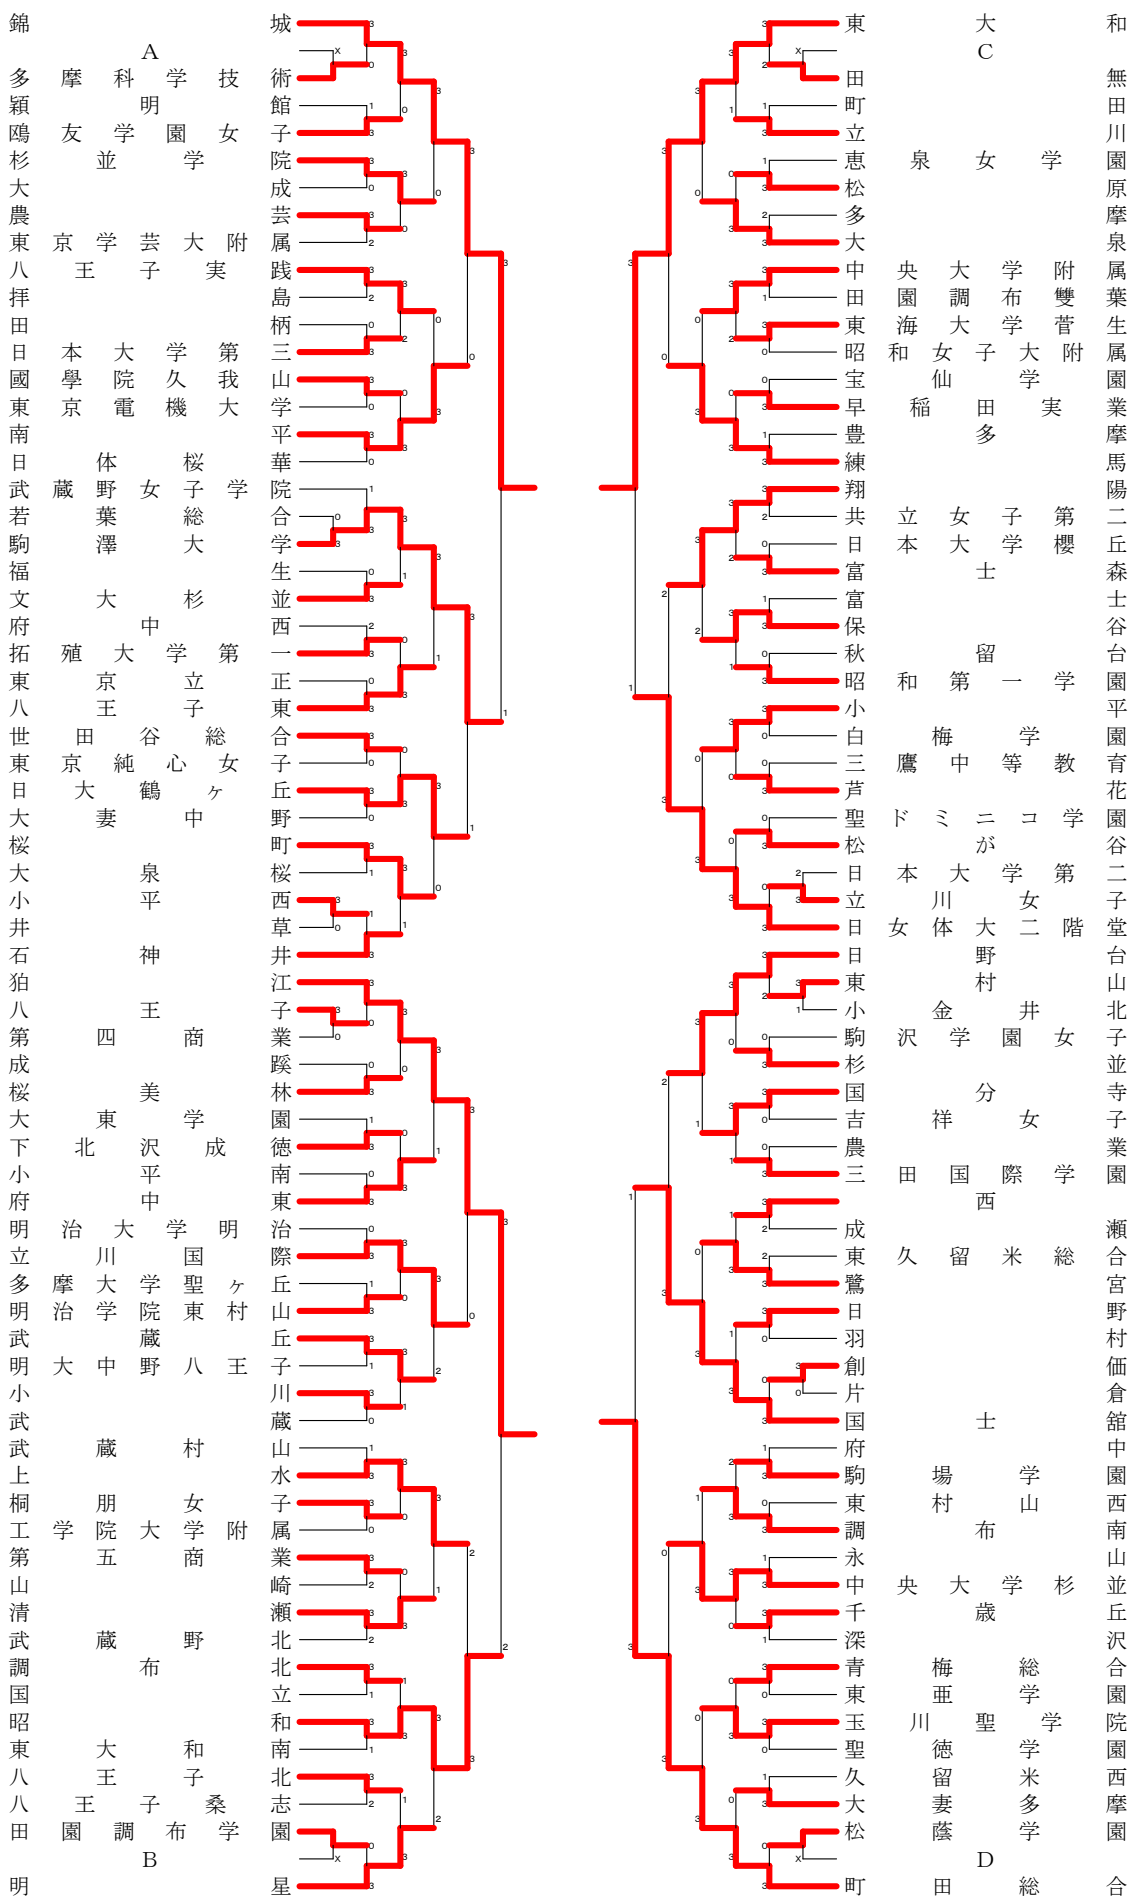 錦城
A
多摩科学技術
穎明館
鴎友学園女子
杉並学院
大成
農芸
東京学芸大附属
八王子実践
拝島
田柄
日本大学第三
國學院久我山
東京電機大学
南平
日体桜華
武蔵野女子学院
若葉総合
駒澤大学
福生
文大杉並
府中西
拓殖大学第一
東京立正
八王子東
世田谷総合
東京純心女子
日大鶴ヶ丘
大妻中野
桜町
大泉桜
小平西
井草
石神井
狛江
八王子
第四商業
成蹊
桜美林
大東学園
下北沢成徳
小平南
府中東
明治大学明治
立川国際
多摩大学聖ヶ丘
明治学院東村山
武蔵丘
明大中野八王子
小川
武蔵
武蔵村山
上水
桐朋女子
工学院大学附属
第五商業
山崎
清瀬
武蔵野北
調布北
国立
昭和
東大和南
八王子北
八王子桑志
田園調布学園
B
明星
東大和
C
田無
町田
立川
恵泉女学園
松原
多摩
大泉
中央大学附属
田園調布雙葉
東海大学菅生
昭和女子大附属
宝仙学園
早稲田実業
豊多摩
練馬
翔陽
共立女子第二
日本大学櫻丘
富士森
富士
保谷
秋留台
昭和第一学園
小平
白梅学園
三鷹中等教育
芦花
聖ドミニコ学園
松が谷
日本大学第二
立川女子
日女体大二階堂
日野台
東村山
小金井北
駒沢学園女子
杉並
国分寺
吉祥女子
農業
三田国際学園
西
成瀬
東久留米総合
鷺宮
日野
羽村
創価
片倉
国士舘
府中
駒場学園
東村山西
調布南
永山
中央大学杉並
千歳丘
深沢
青梅総合
東亜学園
玉川聖学院
聖徳学園
久留米西
大妻多摩
松蔭学園
D
町田総合